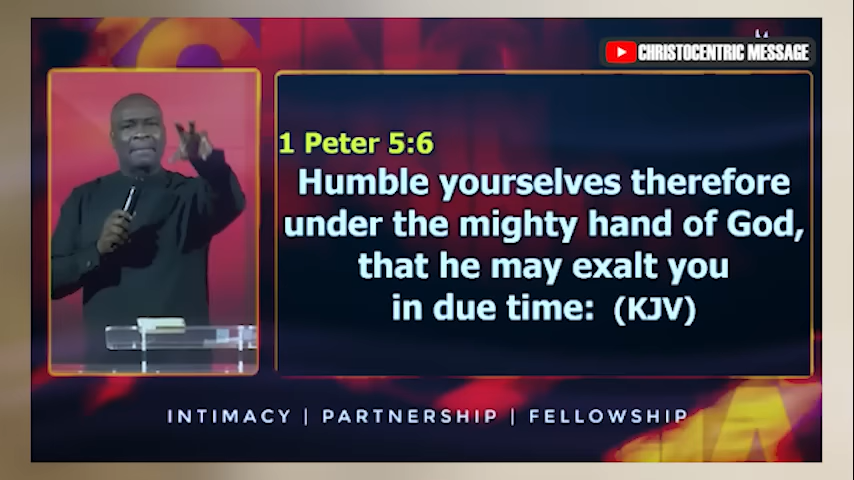 CHRISTOCENTRIC MESSAGE
1 Peter 5:6
Humble yourselves therefore
under the mighty hand of God,
that he may exalt you
in due time: (KJV)
INTIMACY | PARTNERSHIP | FELLOWSHIP